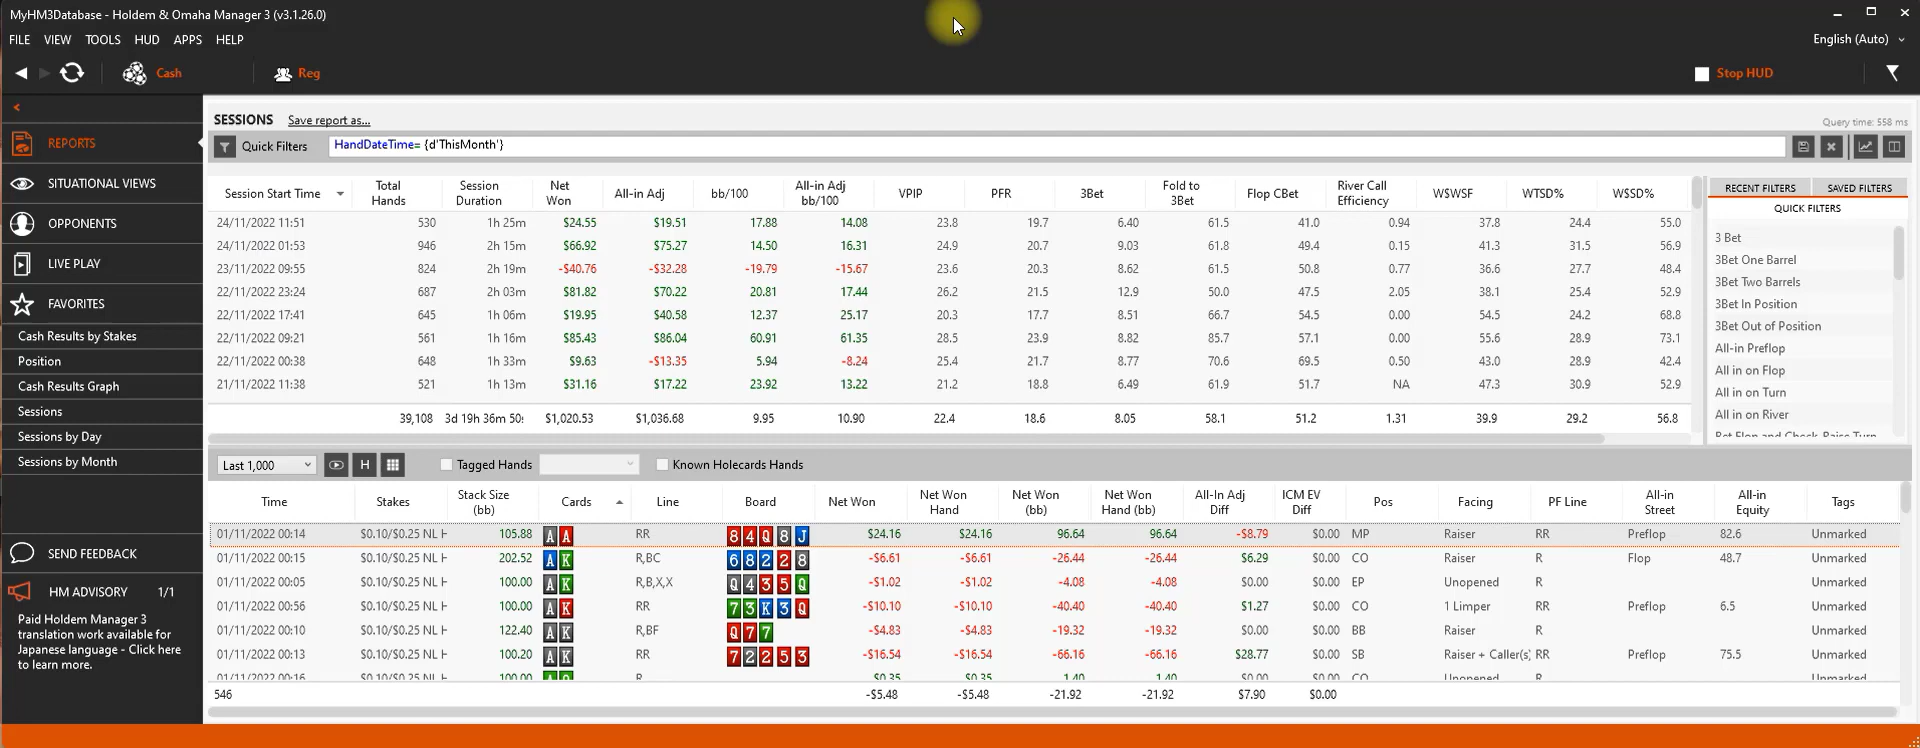 MyHM3Database - Holdem & Omaha Manager 3 (v3.1.26.0)
FILE VIEW TOOLS HUD APPS HELP
English (Auto)
Cash Reg Stop HUD
REPORTS
SITUATIONAL VIEWS
OPPONENTS
LIVE PLAY
FAVORITES
Cash Results by Stakes
Position
Cash Results Graph
Sessions
Sessions by Day
Sessions by Month
SEND FEEDBACK
HM ADVISORY 1/1
Paid Holdem Manager 3
translation work available for
Japanese language - Click here
to learn more.
SESSIONS Save report as...
Query time: 558 ms
Quick Filters HandDateTime= {d'ThisMonth'}
Session Start Time Total Hands Session Duration Net Won All-in Adj bb/100 All-in Adj bb/100 VPIP PFR 3Bet Fold to 3Bet Flop CBet River Call Efficiency W$WSF WTSD% W$SD%
24/11/2022 11:51 530 1h 25m $24.55 $19.51 17.88 14.08 23.8 19.7 6.40 61.5 41.0 0.94 37.8 24.4 55.0
24/11/2022 01:53 946 2h 15m $66.92 $75.27 14.50 16.31 24.9 20.7 9.03 61.8 49.4 0.15 41.3 31.5 56.9
23/11/2022 09:55 824 2h 19m -$40.76 -$32.28 -19.79 -15.67 23.6 20.3 8.62 61.5 50.8 0.77 36.6 27.7 48.4
22/11/2022 23:24 687 2h 03m $81.82 $70.22 20.81 17.44 26.2 21.5 12.9 50.0 47.5 2.05 38.1 25.4 52.9
22/11/2022 17:41 645 1h 06m $19.95 $40.58 12.37 25.17 20.3 17.7 8.51 66.7 54.5 0.00 54.5 24.2 68.8
22/11/2022 09:21 561 1h 16m $85.43 $86.04 60.91 61.35 28.5 23.9 8.82 85.7 57.1 0.00 55.6 28.9 73.1
22/11/2022 00:38 648 1h 33m $9.63 -$13.35 5.94 -8.24 25.4 21.7 8.77 70.6 69.5 0.50 43.0 28.9 42.4
21/11/2022 11:38 521 1h 13m $31.16 $17.22 23.92 13.22 21.2 18.8 6.49 61.9 51.7 NA 47.3 30.9 52.9
39,108 3d 19h 36m 50: $1,020.53 $1,036.68 9.95 10.90 22.4 18.6 8.05 58.1 51.2 1.31 39.9 29.2 56.8
RECENT FILTERS SAVED FILTERS
QUICK FILTERS
3 Bet
3Bet One Barrel
3Bet Two Barrels
3Bet In Position
3Bet Out of Position
All-in Preflop
All in on Flop
All in on Turn
All in on River
Bet Flop and Check-Raise Turn
Last 1,000 H Tagged Hands Known Holecards Hands
Time Stakes Stack Size (bb) Cards Line Board Net Won Net Won Hand Net Won (bb) Net Won Hand (bb) All-In Adj Diff ICM EV Diff Pos Facing PF Line All-in Street All-in Equity Tags
01/11/2022 00:14 $0.10/$0.25 NL H 105.88 A A RR 8 4 Q 8 J $24.16 $24.16 96.64 96.64 -$8.79 $0.00 MP Raiser RR Preflop 82.6 Unmarked
01/11/2022 00:15 $0.10/$0.25 NL H 202.52 A K R,BC 6 8 2 2 8 -$6.61 -$6.61 -26.44 -26.44 $6.29 $0.00 CO Raiser R Flop 48.7 Unmarked
01/11/2022 00:05 $0.10/$0.25 NL H 100.00 A K R,B,X,X Q 4 3 5 Q -$1.02 -$1.02 -4.08 -4.08 $0.00 $0.00 EP Unopened R Unmarked
01/11/2022 00:56 $0.10/$0.25 NL H 100.00 A K RR 7 3 K 3 Q -$10.10 -$10.10 -40.40 -40.40 $1.27 $0.00 CO 1 Limper RR Preflop 6.5 Unmarked
01/11/2022 00:10 $0.10/$0.25 NL H 122.40 A K R,BF Q 7 7 -$4.83 -$4.83 -19.32 -19.32 $0.00 $0.00 BB Raiser R Unmarked
01/11/2022 00:13 $0.10/$0.25 NL H 100.20 A K RR 7 2 2 5 3 -$16.54 -$16.54 -66.16 -66.16 $28.77 $0.00 SB Raiser + Caller(s) RR Preflop 75.5 Unmarked
01/11/2022 00:16 $0.10/$0.25 NL H 100.00 A Q R $0.35 $0.35 1.40 1.40 $0.00 $0.00 CO Unopened R Unmarked
546 -$5.48 -$5.48 -21.92 -21.92 $7.90 $0.00